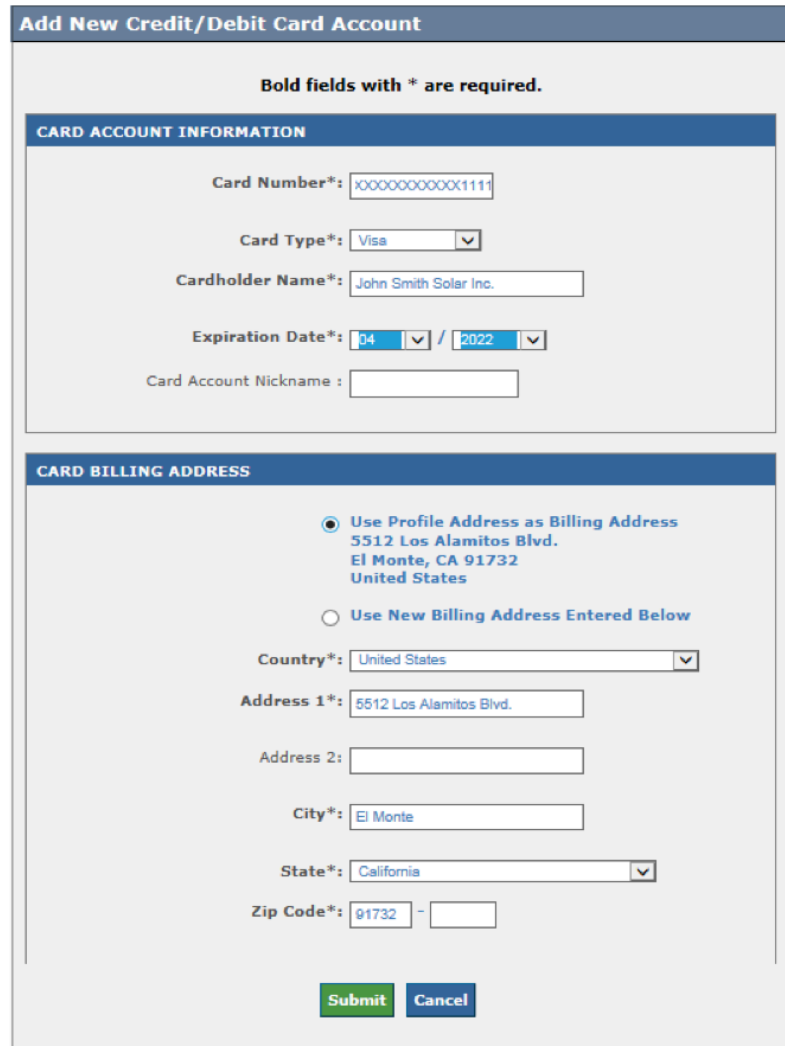 Add New Credit/Debit Card Account
Bold fields with * are required.
CARD ACCOUNT INFORMATION
Card Number*: XXXXXXXXXXXX1111
Card Type*: Visa
Cardholder Name*: John Smith Solar Inc.
Expiration Date*: 04 / 2022
Card Account Nickname :
CARD BILLING ADDRESS
Use Profile Address as Billing Address
5512 Los Alamitos Blvd.
El Monte, CA 91732
United States
Use New Billing Address Entered Below
Country*: United States
Address 1*: 5512 Los Alamitos Blvd.
Address 2:
City*: El Monte
State*: California
Zip Code*: 91732 -
Submit Cancel